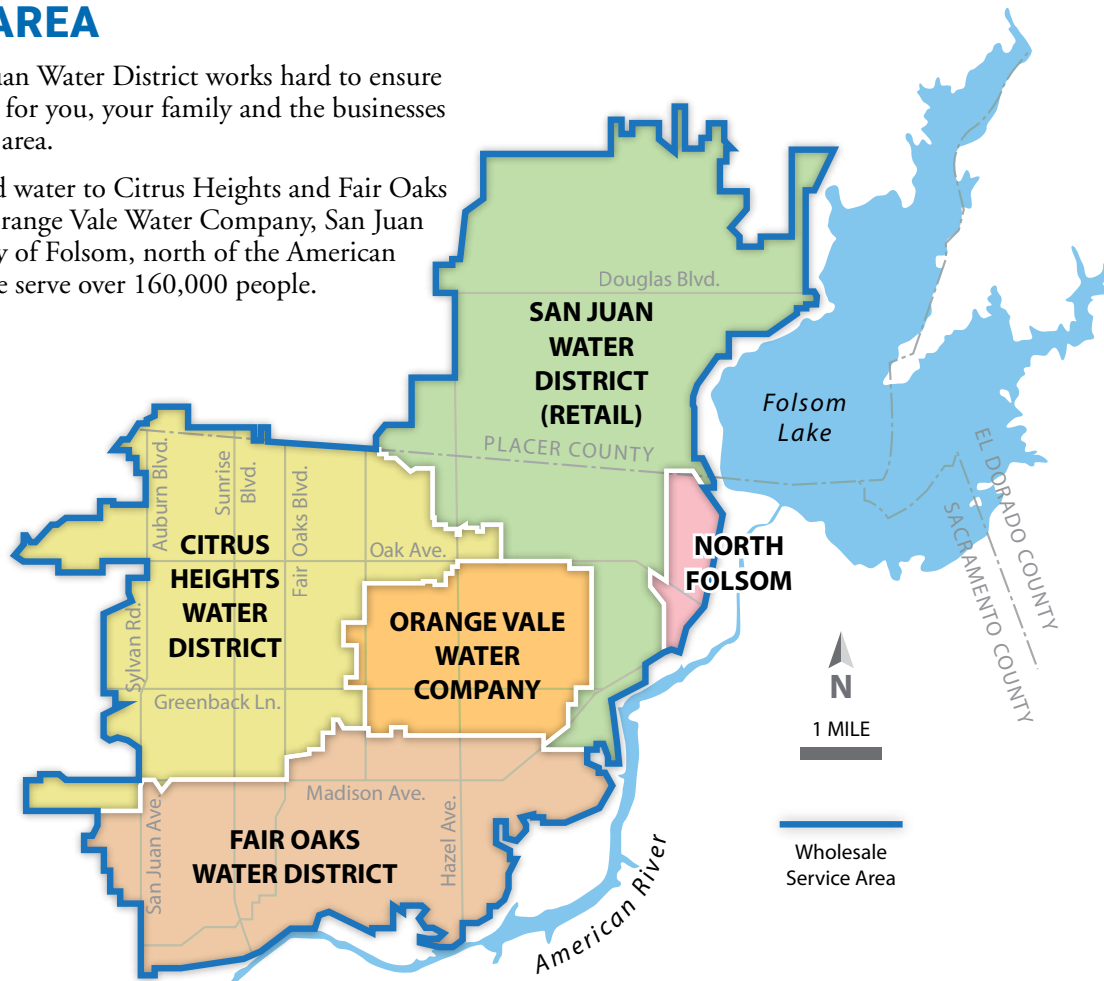 AREA
uan Water District works hard to ensure
for you, your family and the businesses
area.
d water to Citrus Heights and Fair Oaks
range Vale Water Company, San Juan
y of Folsom, north of the American
e serve over 160,000 people.
Douglas Blvd.
SAN JUAN
WATER
DISTRICT
(RETAIL)
Folsom
Lake
PLACER COUNTY
EL DORADO COUNTY
SACRAMENTO COUNTY
Auburn Blvd.
Sunrise
Blvd.
Fair Oaks Blvd.
Oak Ave.
CITRUS
HEIGHTS
WATER
DISTRICT
NORTH
FOLSOM
ORANGE VALE
WATER
COMPANY
Sylvan Rd.
Greenback Ln.
N
1 MILE
Madison Ave.
San Juan Ave.
Hazel Ave.
FAIR OAKS
WATER DISTRICT
American River
Wholesale
Service Area